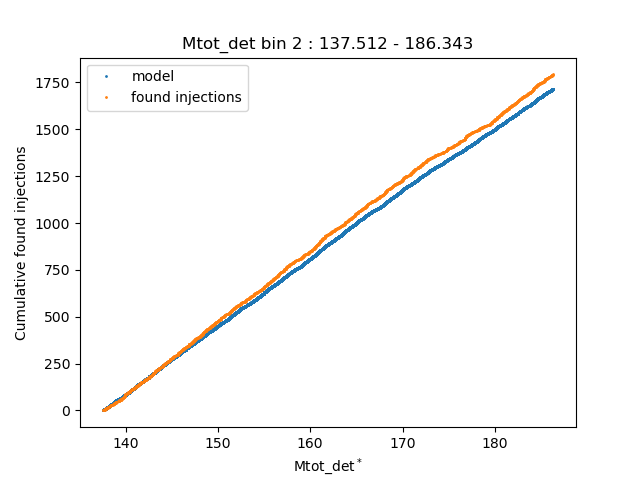 Mtot_det bin 2 : 137.512 - 186.343
model
found injections
Cumulative found injections
1750
1500
1250
1000
750
500
250
0
140 150 160 170 180
Mtot_det*